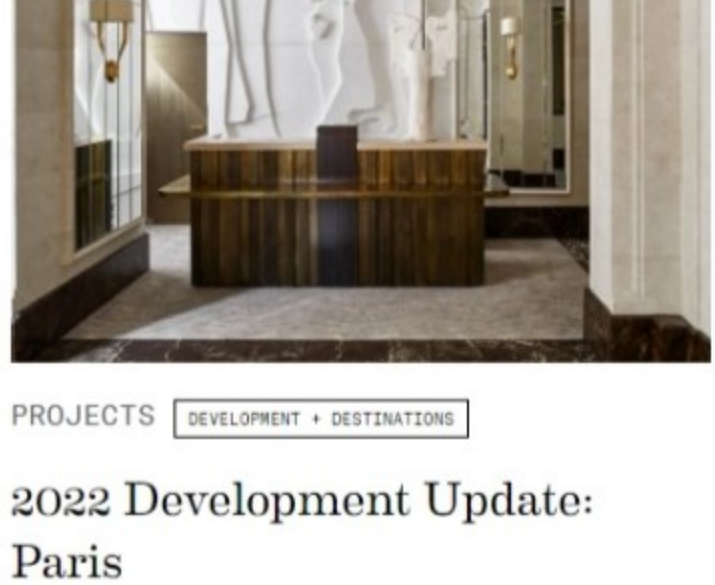 PROJECTS DEVELOPMENT + DESTINATIONS
2022 Development Update:
Paris